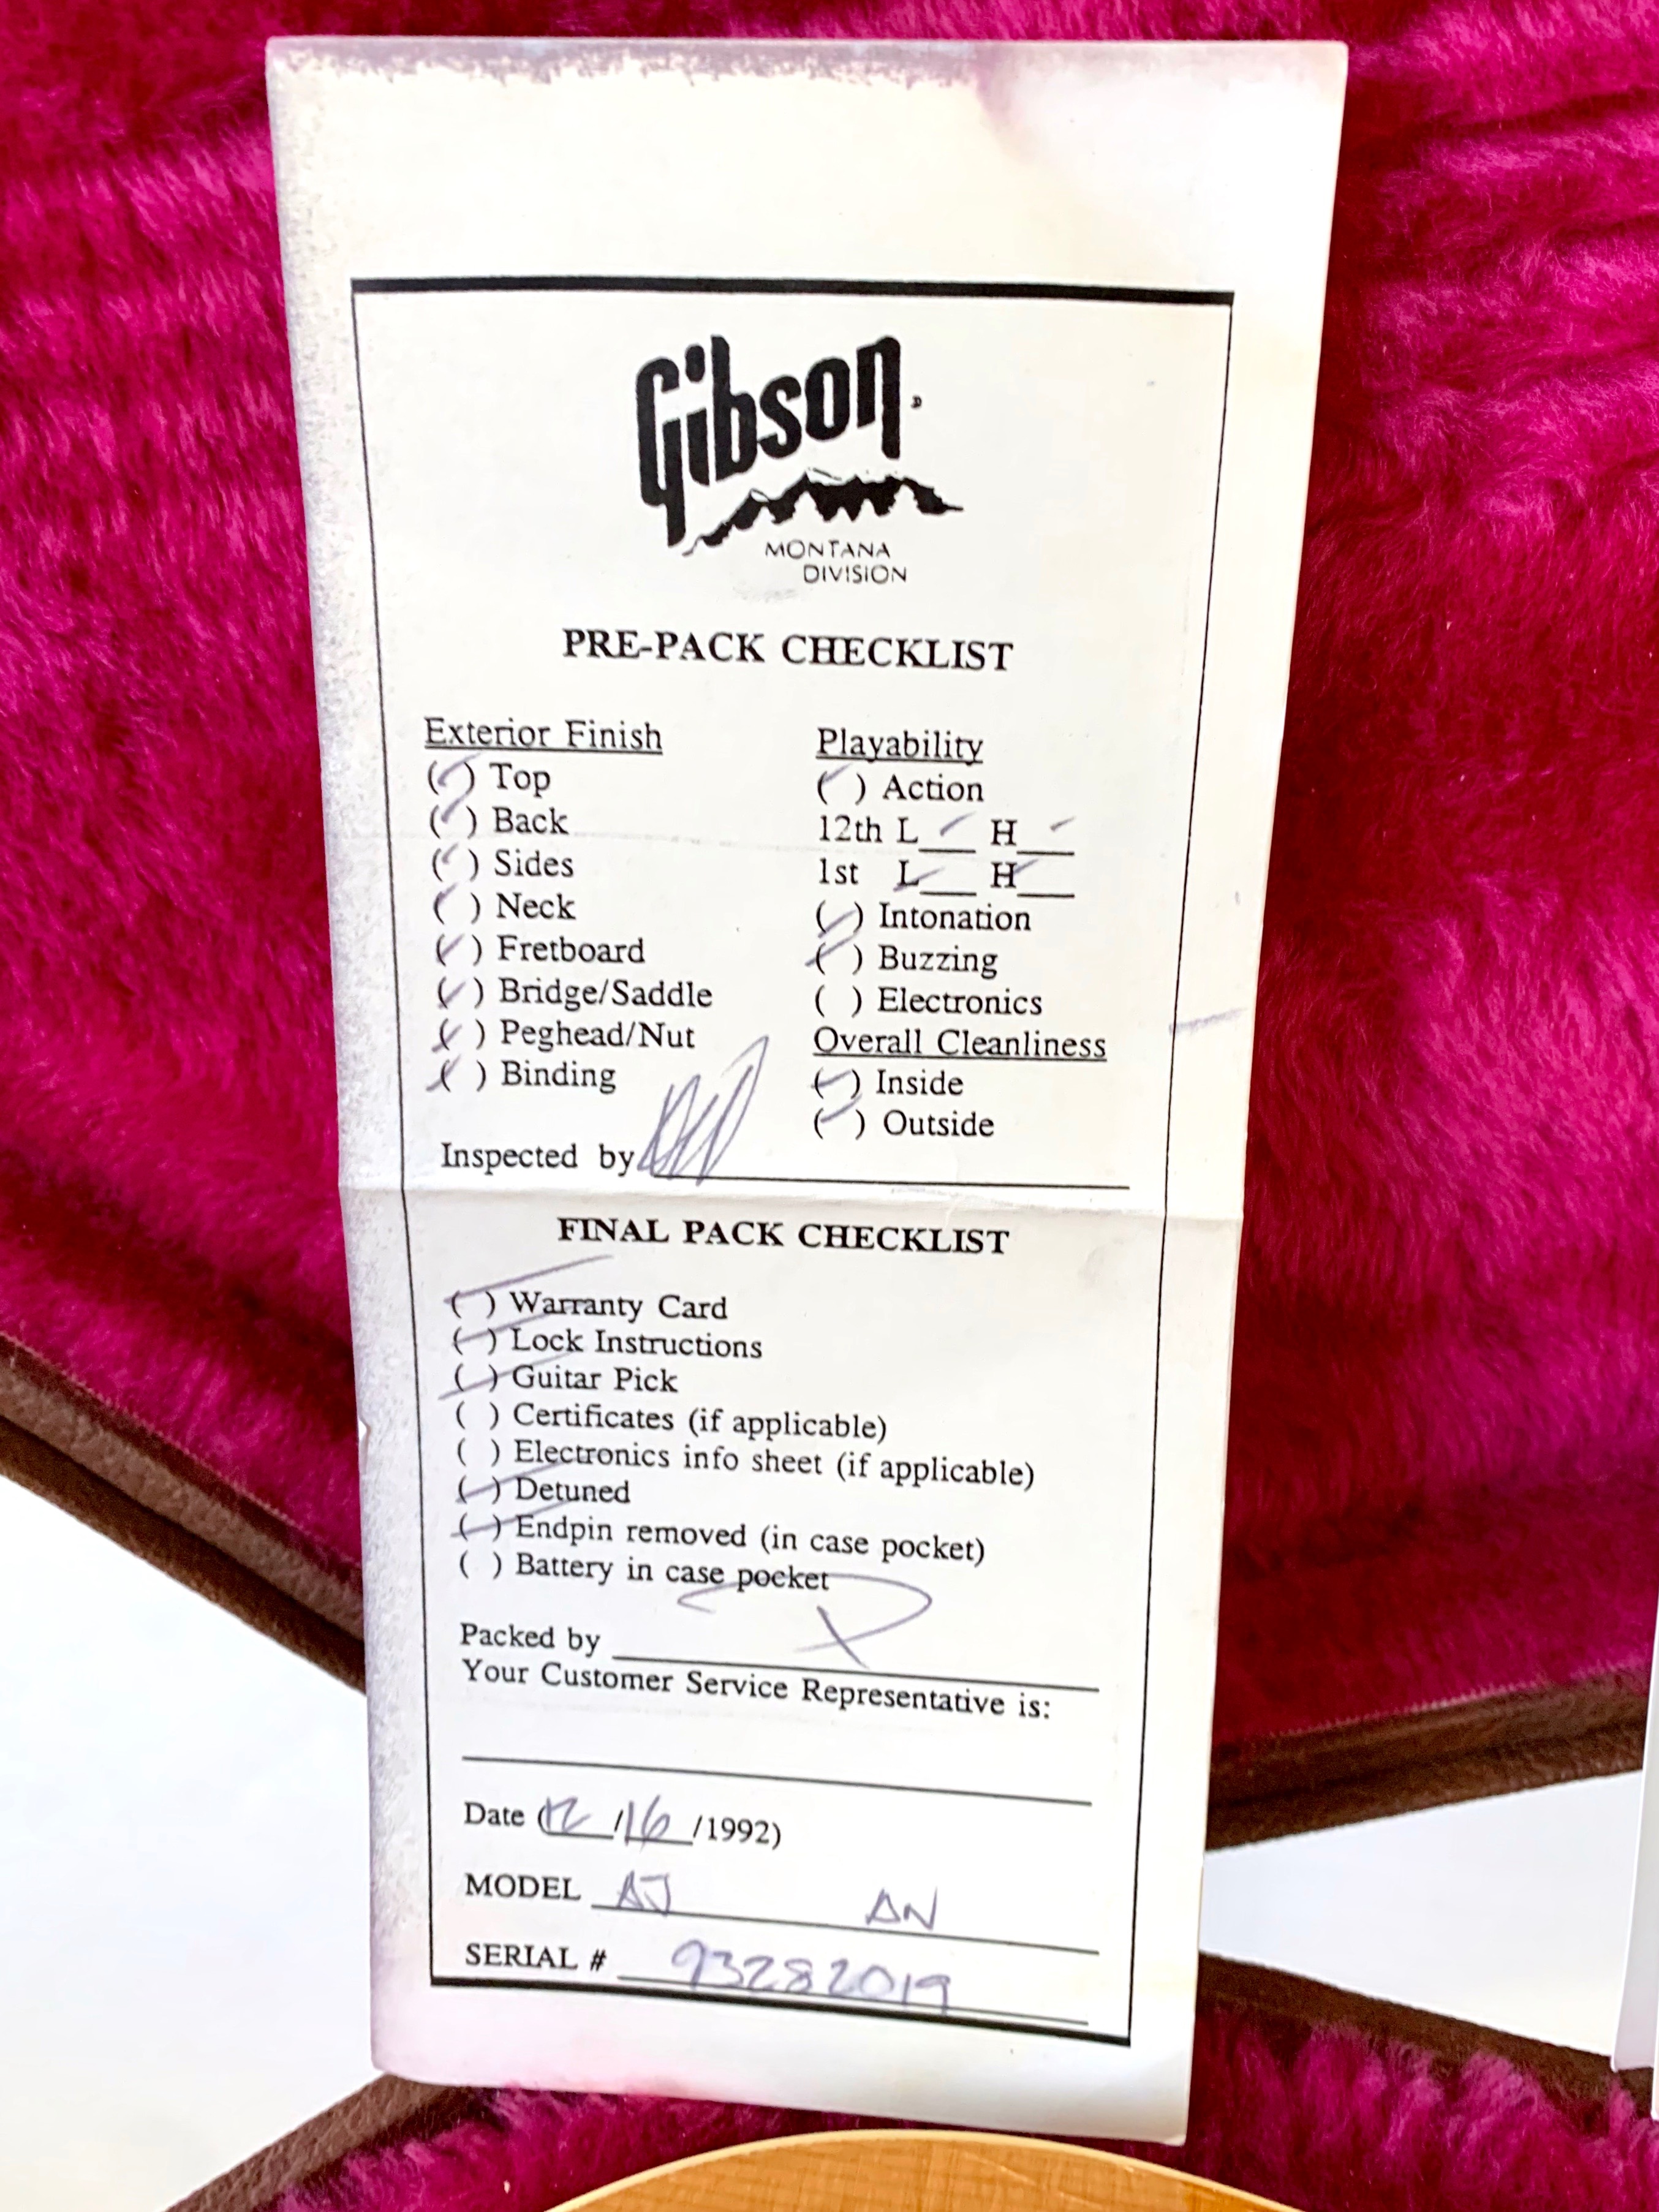 Gibson
MONTANA
DIVISION
PRE-PACK CHECKLIST
Exterior Finish
(✓) Top
(✓) Back
(✓) Sides
(✓) Neck
(✓) Fretboard
(✓) Bridge/Saddle
(✓) Peghead/Nut
(✓) Binding
Playability
(✓) Action
12th L ✓ H ✓
1st L ✓ H ✓
(✓) Intonation
(✓) Buzzing
( ) Electronics
Overall Cleanliness
(✓) Inside
(✓) Outside
Inspected by
FINAL PACK CHECKLIST
(✓) Warranty Card
(✓) Lock Instructions
(✓) Guitar Pick
( ) Certificates (if applicable)
( ) Electronics info sheet (if applicable)
(✓) Detuned
(✓) Endpin removed (in case pocket)
( ) Battery in case pocket
Packed by
Your Customer Service Representative is:
Date (12/16/1992)
MODEL AJ AN
SERIAL # 93282019